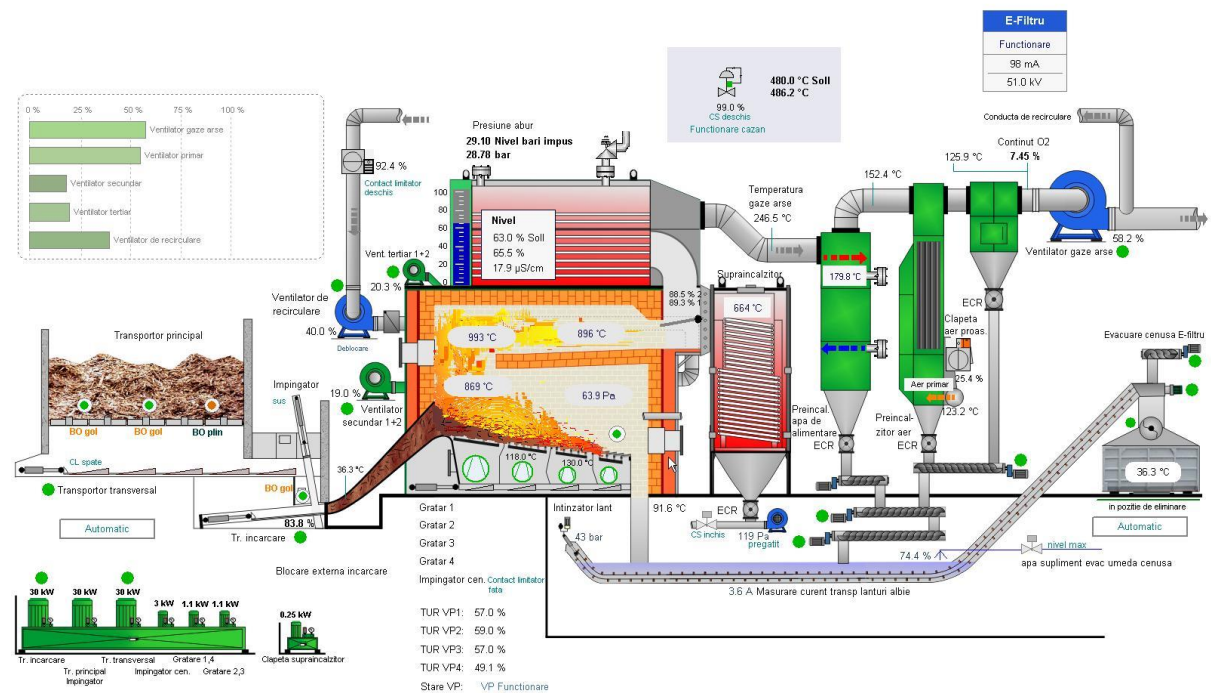 E-Filtru
Functionare
98 mA
51.0 kV
480.0 °C Soll
486.2 °C
99.0 %
CS deschis
Functionare cazan
0 % 25 % 50 % 75 % 100 %
Ventilator gaze arse
Ventilator primar
Ventilator secundar
Ventilator tertiar
Ventilator de recirculare
92.4 %
Contact limitator
deschis
Presiune abur
29.10 Nivel bari impus
28.78 bar
100
80
60
40
20
0
Nivel
63.0 % Soll
65.5 %
17.9 µS/cm
Vent. tertiar 1+2
20.3 %
Ventilator de
recirculare
40.0 %
Deblocare
19.0 %
Ventilator
secundar 1+2
Temperatura
gaze arse
246.5 °C
152.4 °C
125.9 °C
Conducta de recirculare
Continut O2
7.45 %
58.2 %
Ventilator gaze arse
Supraincalzitor
88.5 % 2
89.3% 1
664 °C
179.8 °C
993 °C
896 °C
869 °C
63.9 Pa
118.0 °C
130.0 °C
ECR
Clapeta
aer proas.
25.4 %
Aer primar
123.2 °C
Preincal.
apa de
alimentare
ECR
Preincal-
zitor aer
ECR
Evacuare cenusa E-filtru
36.3 °C
in pozitie de eliminare
Automatic
Transportor principal
BO gol
BO gol
BO plin
Impingator
sus
CL spate
Transportor transversal
BO gol
36.3 °C
83.8 %
Tr. incarcare
Automatic
Blocare externa incarcare
Gratar 1
Gratar 2
Gratar 3
Gratar 4
Impingator cen. Contact limitator
fata
TUR VP1: 57.0 %
TUR VP2: 59.0 %
TUR VP3: 57.0 %
TUR VP4: 49.1 %
Stare VP: VP Functionare
Intinzator lant
43 bar
91.6 °C
ECR
CS inchis
119 Pa
pregatit
74.4 %
nivel max
apa supliment evac umeda cenusa
3.6 A Masurare curent transp lanturi albie
30 kW
30 kW
30 kW
3 kW
1.1 kW
1.1 kW
0.25 kW
Tr. incarcare
Tr. transversal
Gratare 1,4
Clapeta supraincalzitor
Tr. principal
Impingator cen.
Gratare 2,3
Impingator